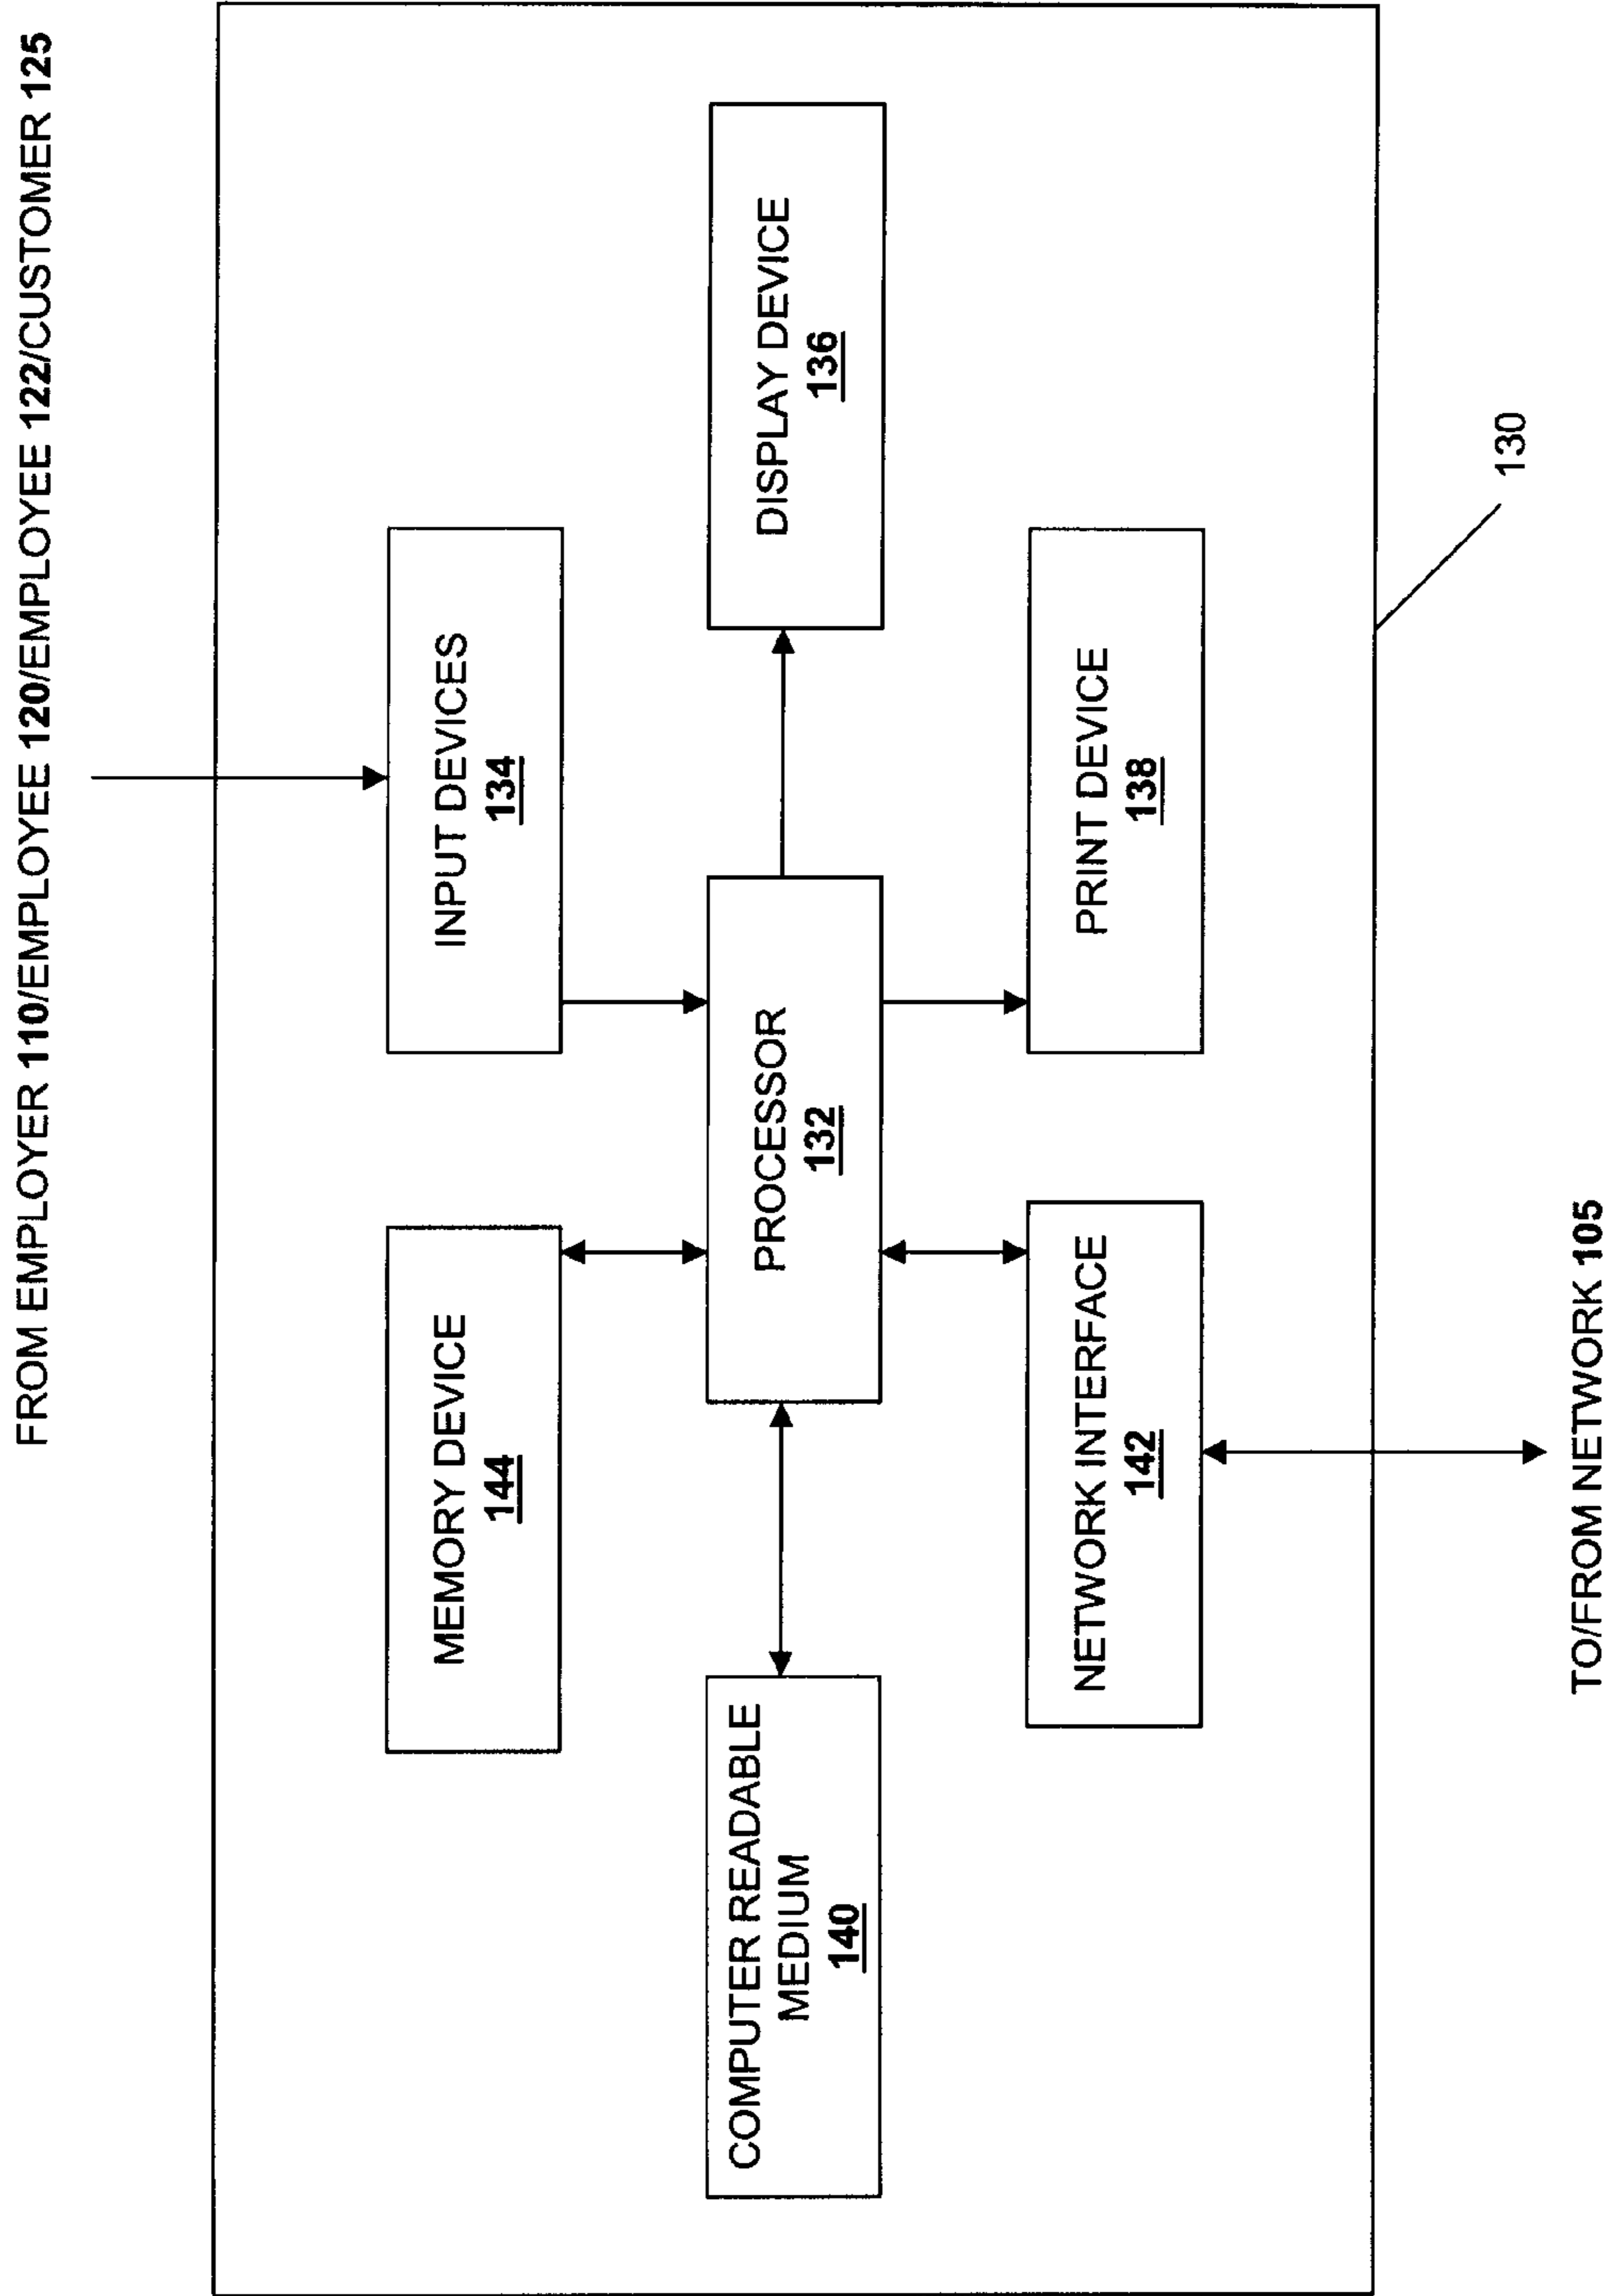 FROM EMPLOYER 110/EMPLOYEE 120/EMPLOYEE 122/CUSTOMER 125
MEMORY DEVICE
144
INPUT DEVICES
134
COMPUTER READABLE
MEDIUM
140
PROCESSOR
132
DISPLAY DEVICE
136
NETWORK INTERFACE
142
PRINT DEVICE
138
130
TO/FROM NETWORK 105